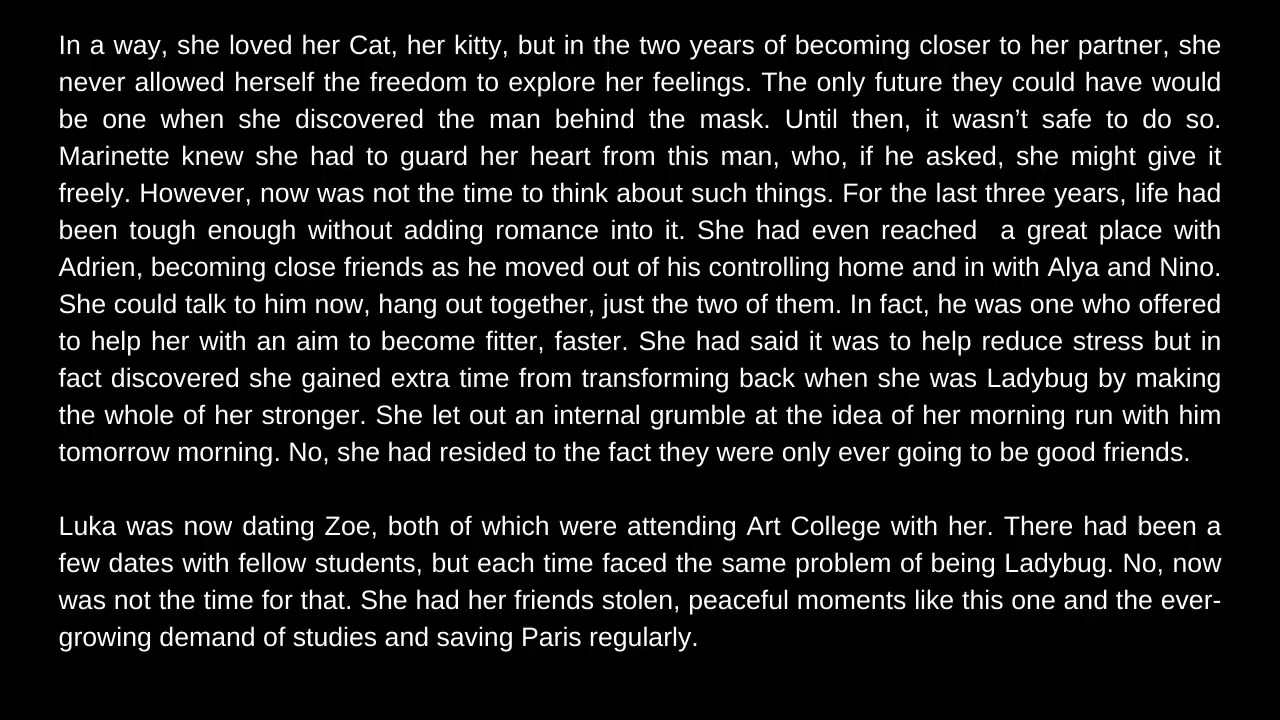 In a way, she loved her Cat, her kitty, but in the two years of becoming closer to her partner, she
never allowed herself the freedom to explore her feelings. The only future they could have would
be one when she discovered the man behind the mask. Until then, it wasn’t safe to do so.
Marinette knew she had to guard her heart from this man, who, if he asked, she might give it
freely. However, now was not the time to think about such things. For the last three years, life had
been tough enough without adding romance into it. She had even reached  a great place with
Adrien, becoming close friends as he moved out of his controlling home and in with Alya and Nino.
She could talk to him now, hang out together, just the two of them. In fact, he was one who offered
to help her with an aim to become fitter, faster. She had said it was to help reduce stress but in
fact discovered she gained extra time from transforming back when she was Ladybug by making
the whole of her stronger. She let out an internal grumble at the idea of her morning run with him
tomorrow morning. No, she had resided to the fact they were only ever going to be good friends.

Luka was now dating Zoe, both of which were attending Art College with her. There had been a
few dates with fellow students, but each time faced the same problem of being Ladybug. No, now
was not the time for that. She had her friends stolen, peaceful moments like this one and the ever-
growing demand of studies and saving Paris regularly.